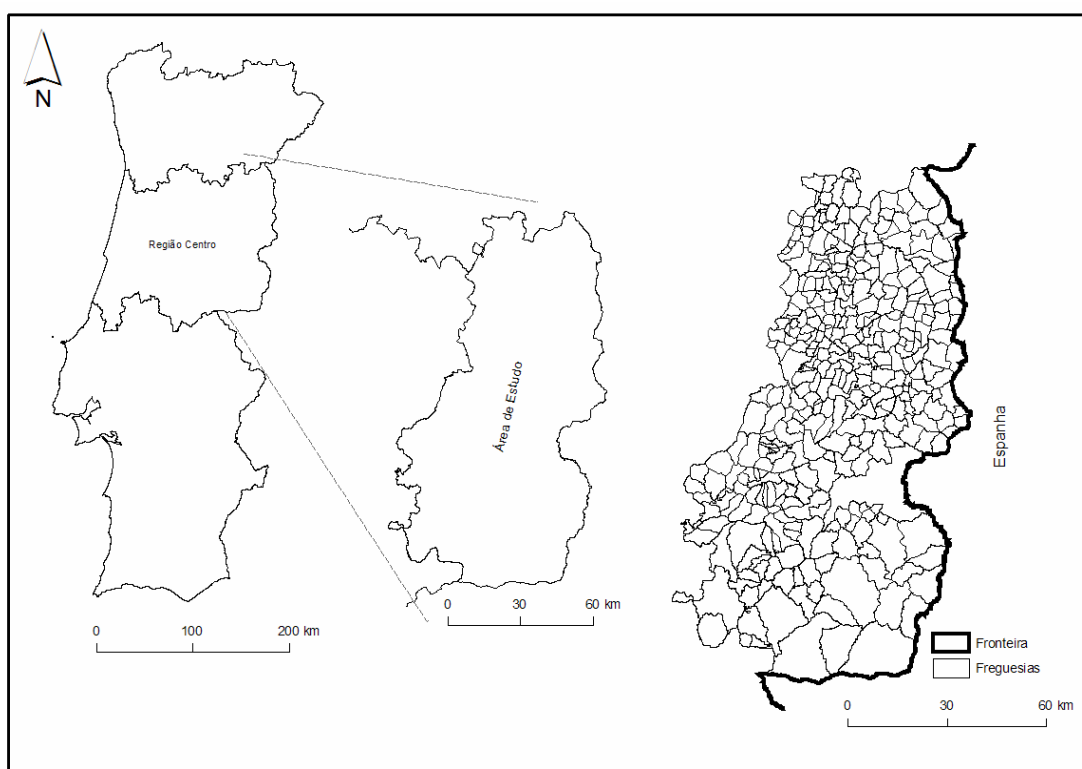 N
Região Centro
Área de Estudo
Espanha
Fronteira
Freguesias
0 100 200 km
0 30 60 km
0 30 60 km